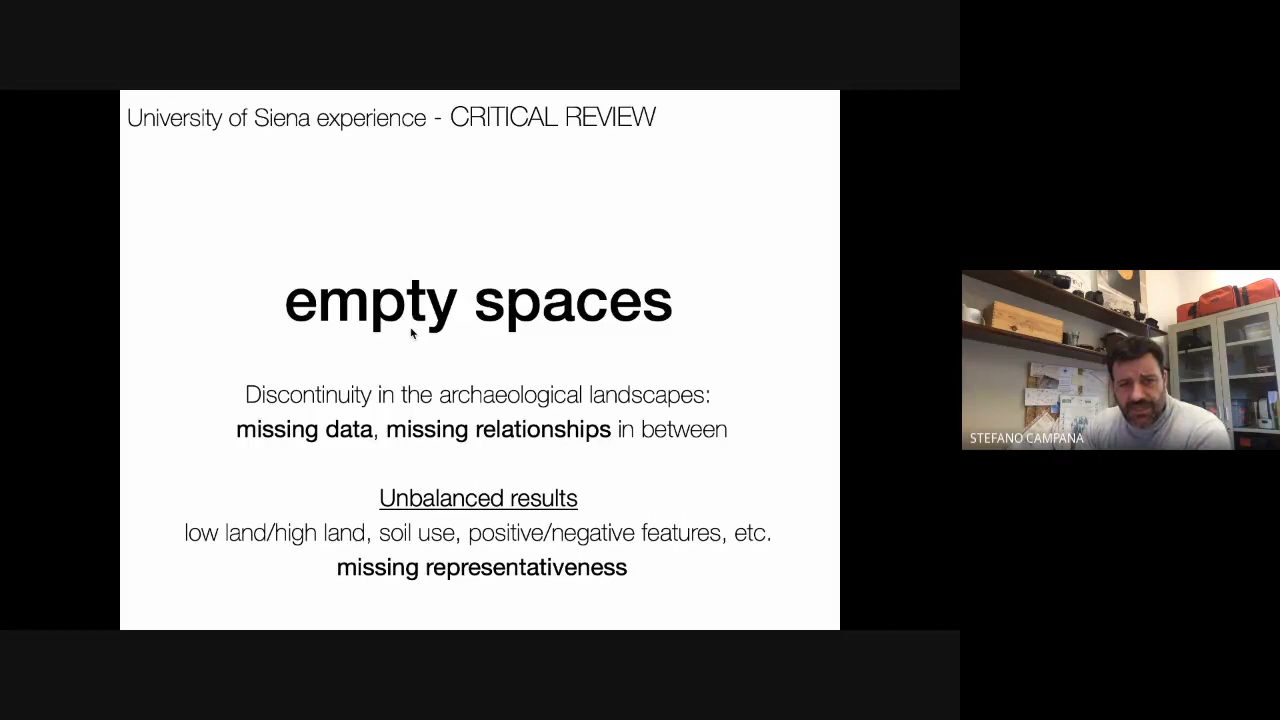 University of Siena experience - CRITICAL REVIEW
empty spaces
Discontinuity in the archaeological landscapes:
missing data, missing relationships in between
Unbalanced results
low land/high land, soil use, positive/negative features, etc.
missing representativeness
STEFANO CAMPANA